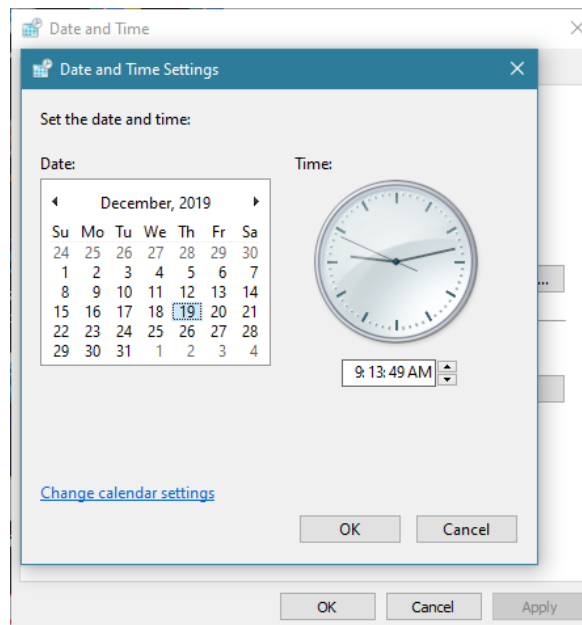 Date and Time
Date and Time Settings
Set the date and time:
Date:
Time:
December, 2019
Su Mo Tu We Th Fr Sa
24 25 26 27 28 29 30
1 2 3 4 5 6 7
8 9 10 11 12 13 14
15 16 17 18 19 20 21
22 23 24 25 26 27 28
29 30 31 1 2 3 4
9:13:49 AM
...
Change calendar settings
OK Cancel
OK Cancel Apply